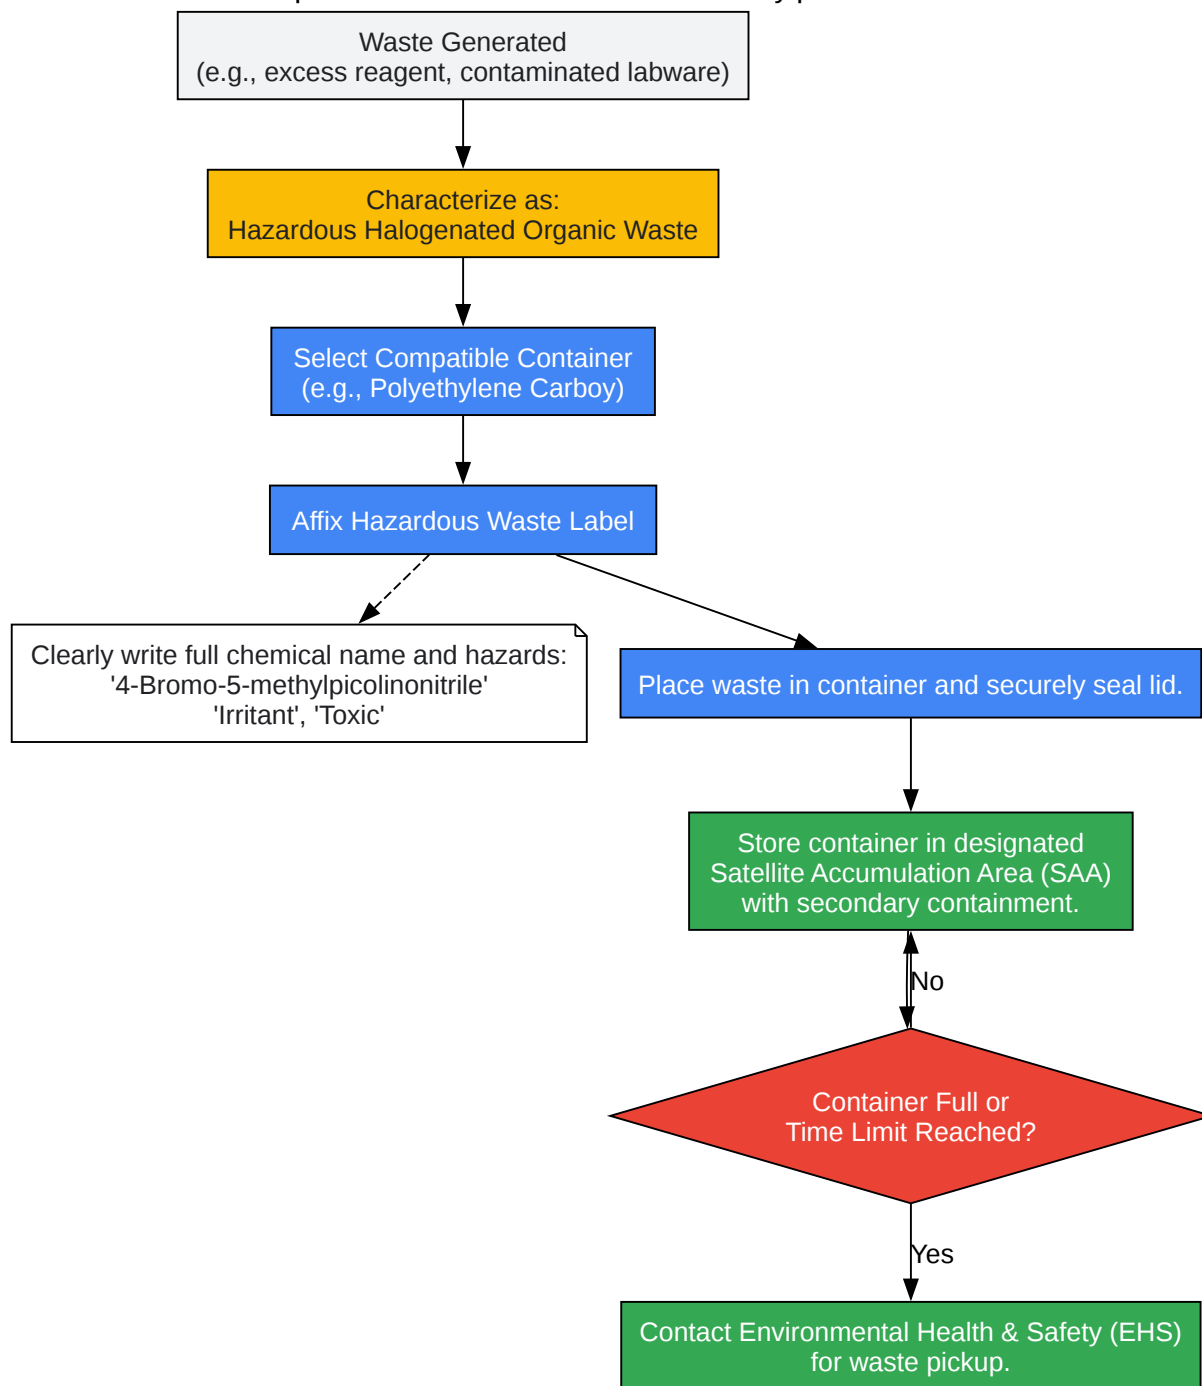 Waste Generated
(e.g., excess reagent, contaminated labware)
Characterize as:
Hazardous Halogenated Organic Waste
Select Compatible Container
(e.g., Polyethylene Carboy)
Affix Hazardous Waste Label
Clearly write full chemical name and hazards:
'4-Bromo-5-methylpicolinonitrile'
'Irritant', 'Toxic'
Place waste in container and securely seal lid.
Store container in designated
Satellite Accumulation Area (SAA)
with secondary containment.
No
Container Full or
Time Limit Reached?
Yes
Contact Environmental Health & Safety (EHS)
for waste pickup.